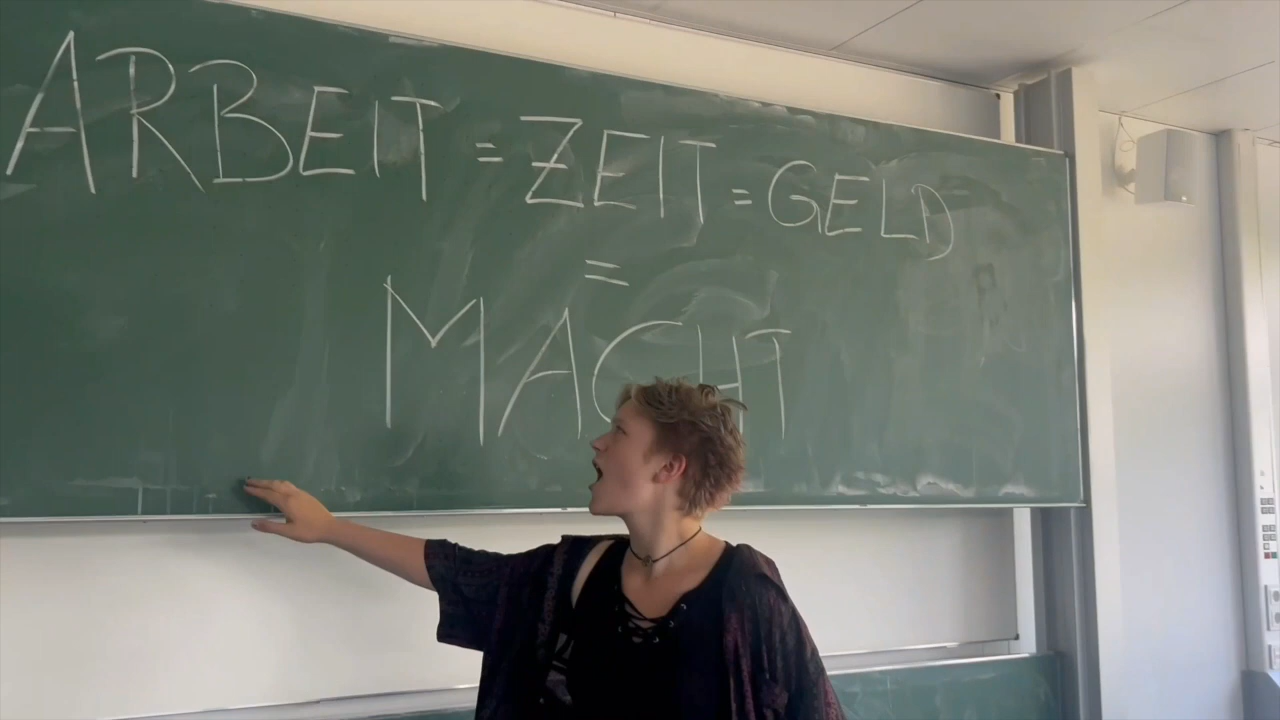 ARBEIT = ZEIT = GELD
=
MACHT